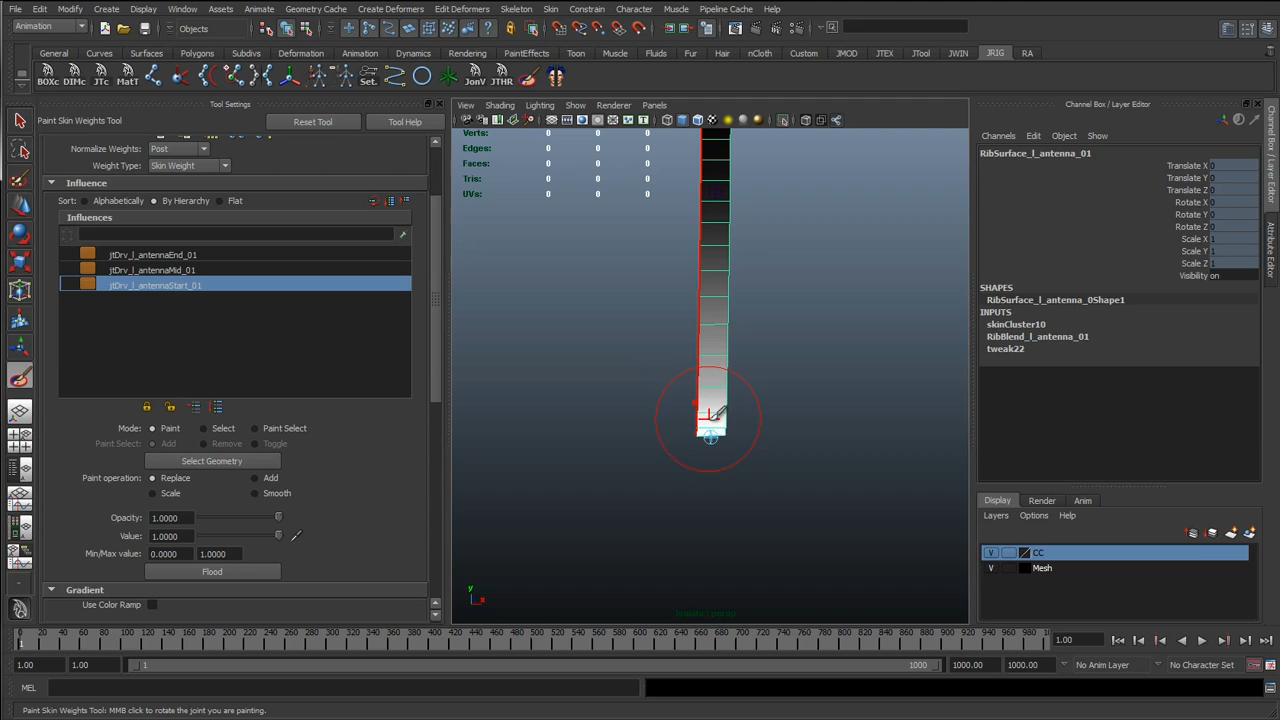 File Edit Modify Create Display Window Assets Animate Geometry Cache Create Deformers Edit Deformers Skeleton Skin Constrain Character Muscle Pipeline Cache Help
Animation Objects
General Curves Surfaces Polygons Subdivs Deformation Animation Dynamics Rendering PaintEffects Toon Muscle Fluids Fur Hair nCloth Custom JMOD JTEX JTool JWIN JRIG RA
BOXc DIMc JTc MatT Set. JonV JTHR
Tool Settings
Paint Skin Weights Tool Reset Tool Tool Help
Normalize Weights: Post
Weight Type: Skin Weight
Influence
Sort: Alphabetically By Hierarchy Flat
Influences
jtDrv_l_antennaEnd_01
jtDrv_l_antennaMid_01
jtDrv_l_antennaStart_01
Mode: Paint Select Paint Select
Paint Select: Add Remove Toggle
Select Geometry
Paint operation: Replace Add
Scale Smooth
Opacity: 1.0000
Value: 1.0000
Min/Max value: 0.0000 1.0000
Flood
Gradient
Use Color Ramp
View Shading Lighting Show Renderer Panels
Verts: 0 0 0
Edges: 0 0 0
Faces: 0 0 0
Tris: 0 0 0
UVs: 0 0 0
y
x
Channel Box / Layer Editor
Channels Edit Object Show
RibSurface_l_antenna_01
Translate X 0
Translate Y 0
Translate Z 0
Rotate X 0
Rotate Y 0
Rotate Z 0
Scale X 1
Scale Y 1
Scale Z 1
Visibility on
SHAPES
RibSurface_l_antenna_0Shape1
INPUTS
skinCluster10
RibBlend_l_antenna_01
tweak22
Channel Box / Layer Editor
Attribute Editor
Display Render Anim
Layers Options Help
V CC
V Mesh
0 20 40 60 80 100 120 140 160 180 200 220 240 260 280 300 320 340 360 380 400 420 440 460 480 500 520 540 560 580 600 620 640 660 680 700 720 740 760 780 800 820 840 860 880 900 920 940 960 980 10
1 1.00
1.00 1.00 1 1000 1000.00 1000.00 No Anim Layer No Character Set
MEL
Paint Skin Weights Tool: MMB click to rotate the joint you are painting.